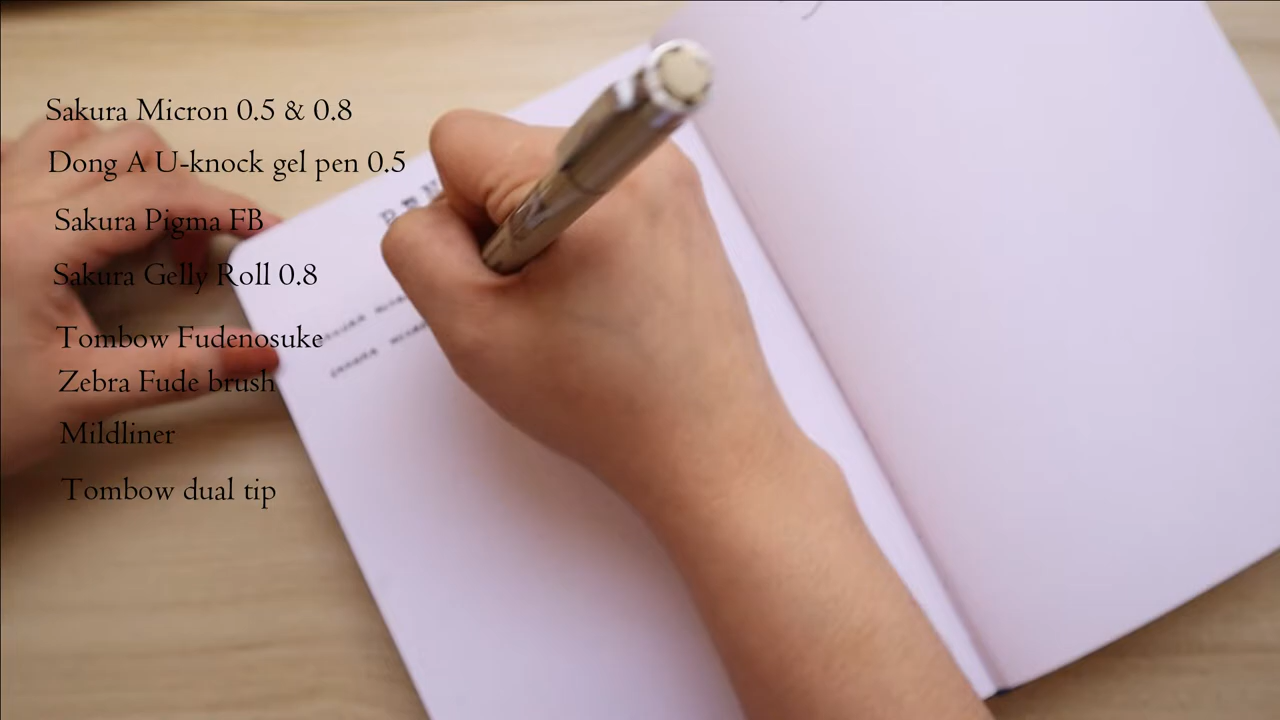 Sakura Micron 0.5 & 0.8
Dong A U-knock gel pen 0.5
Sakura Pigma FB
Sakura Gelly Roll 0.8
Tombow Fudenosuke
Zebra Fude brush
Mildliner
Tombow dual tip